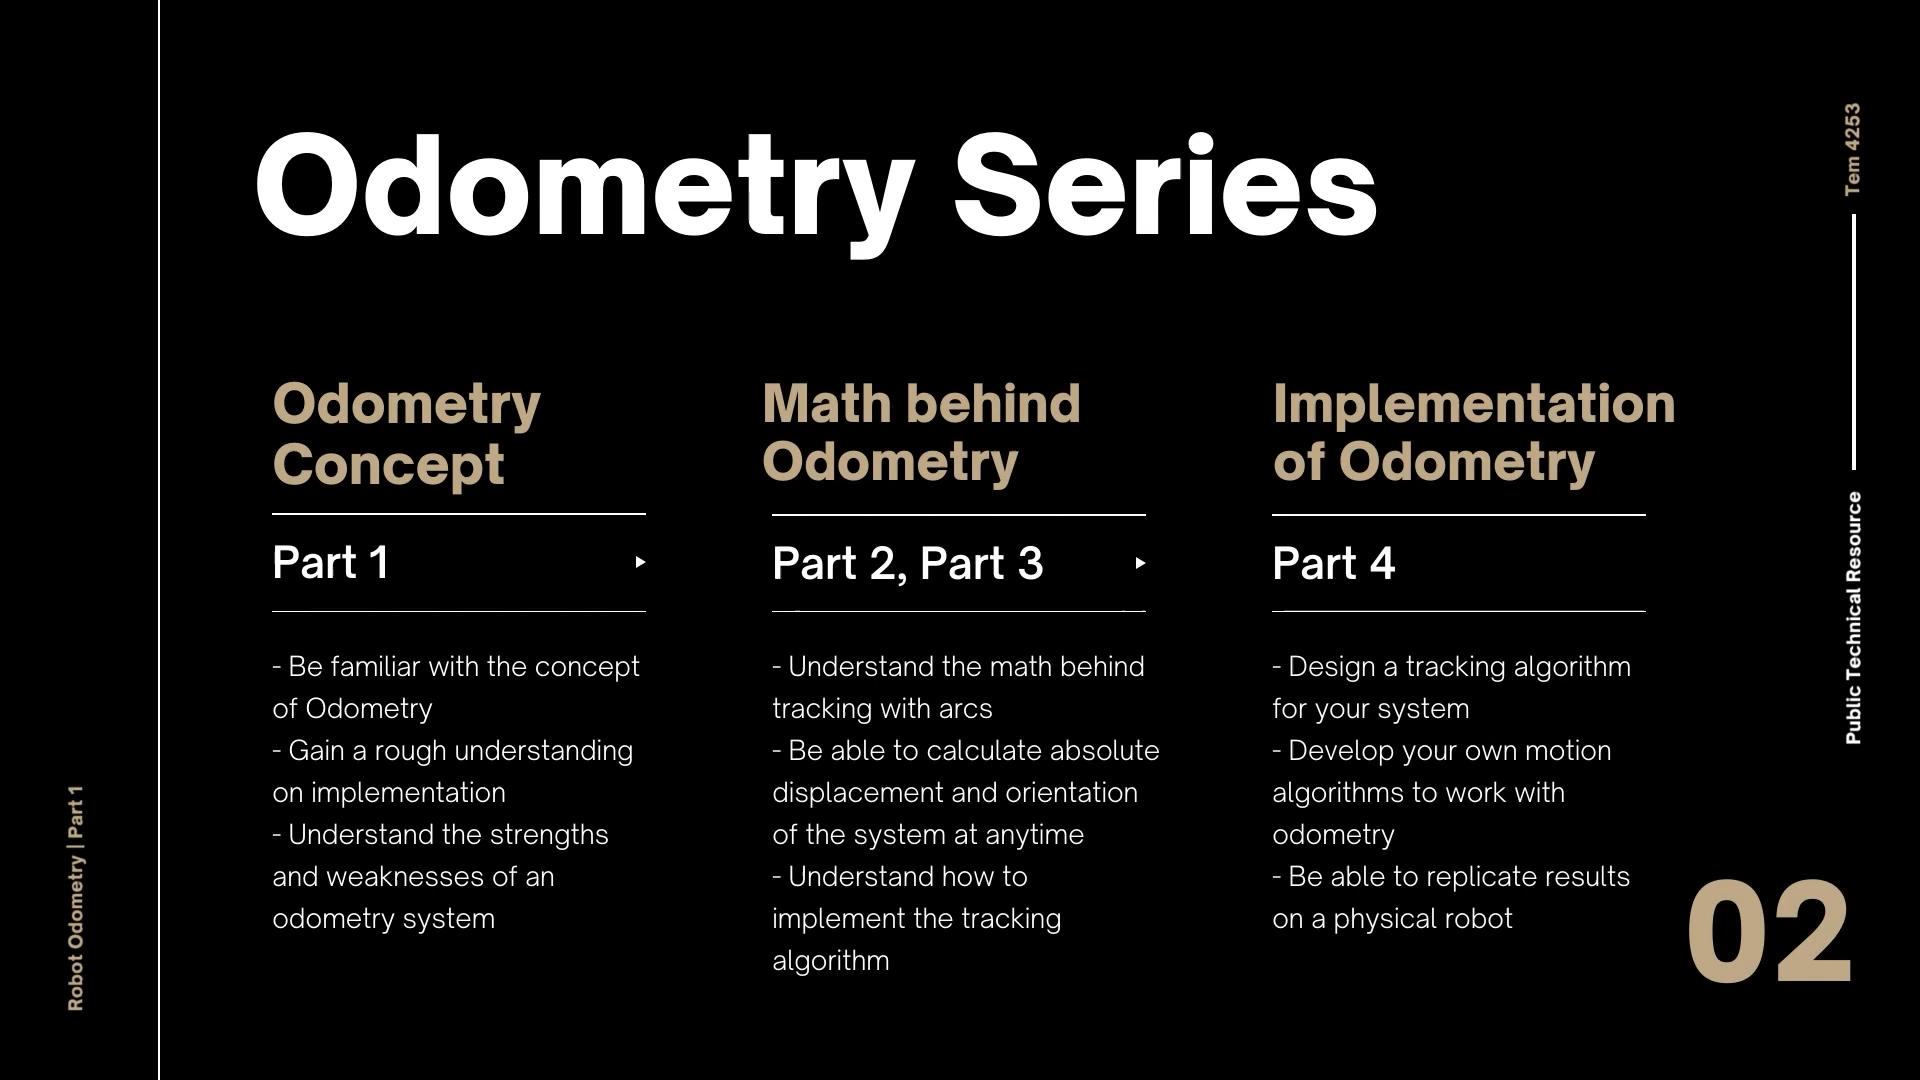 Odometry Series
Odometry
Concept
Part 1
- Be familiar with the concept
of Odometry
- Gain a rough understanding
on implementation
- Understand the strengths
and weaknesses of an
odometry system
Math behind
Odometry
Part 2, Part 3
- Understand the math behind
tracking with arcs
- Be able to calculate absolute
displacement and orientation
of the system at anytime
- Understand how to
implement the tracking
algorithm
Implementation
of Odometry
Part 4
- Design a tracking algorithm
for your system
- Develop your own motion
algorithms to work with
odometry
- Be able to replicate results
on a physical robot
02
Robot Odometry | Part 1
Public Technical Resource
Tem 4253